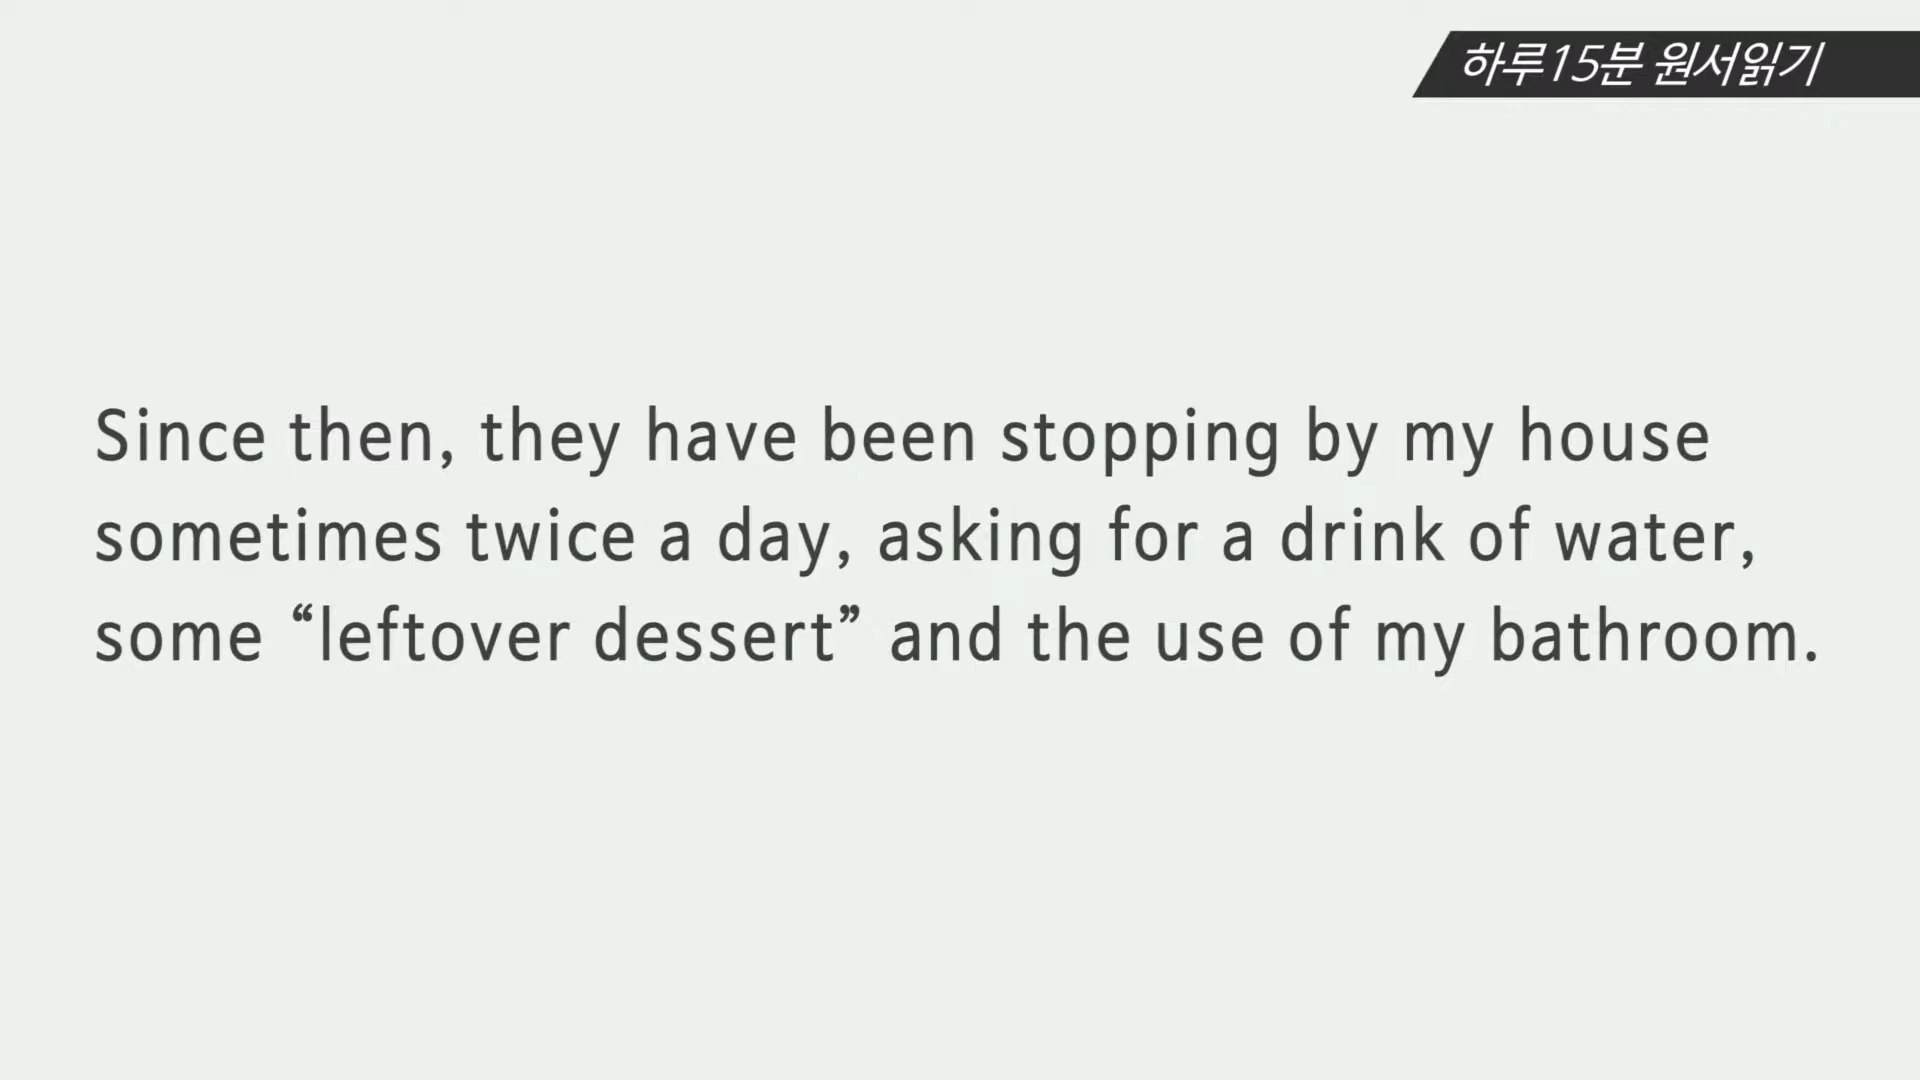 하루15분 원서읽기
Since then, they have been stopping by my house
sometimes twice a day, asking for a drink of water,
some “leftover dessert” and the use of my bathroom.